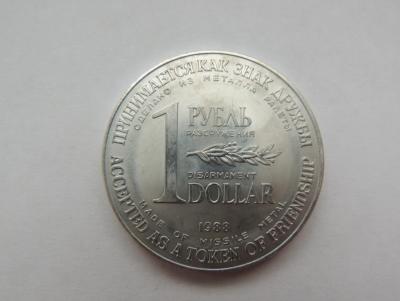 ПРИНИМАЕТСЯ КАК ЗНАК ДРУЖБЫ
СДЕЛАНО ИЗ МЕТАЛЛА РАКЕТЫ
1
РУБЛЬ
РАЗОРУЖЕНИЯ
DISARMAMENT
DOLLAR
1988
MADE OF MISSILE METAL
ACCEPTED AS A TOKEN OF FRIENDSHIP